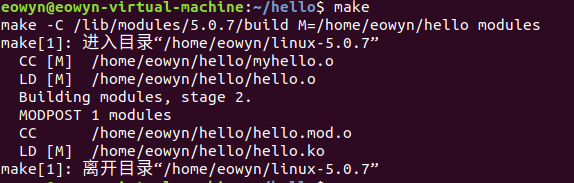 eowyn@eowyn-virtual-machine:~/hello$ make
make -C /lib/modules/5.0.7/build M=/home/eowyn/hello modules
make[1]: 进入目录“/home/eowyn/linux-5.0.7”
  CC [M]  /home/eowyn/hello/myhello.o
  LD [M]  /home/eowyn/hello/hello.o
  Building modules, stage 2.
  MODPOST 1 modules
  CC      /home/eowyn/hello/hello.mod.o
  LD [M]  /home/eowyn/hello/hello.ko
make[1]: 离开目录“/home/eowyn/linux-5.0.7”